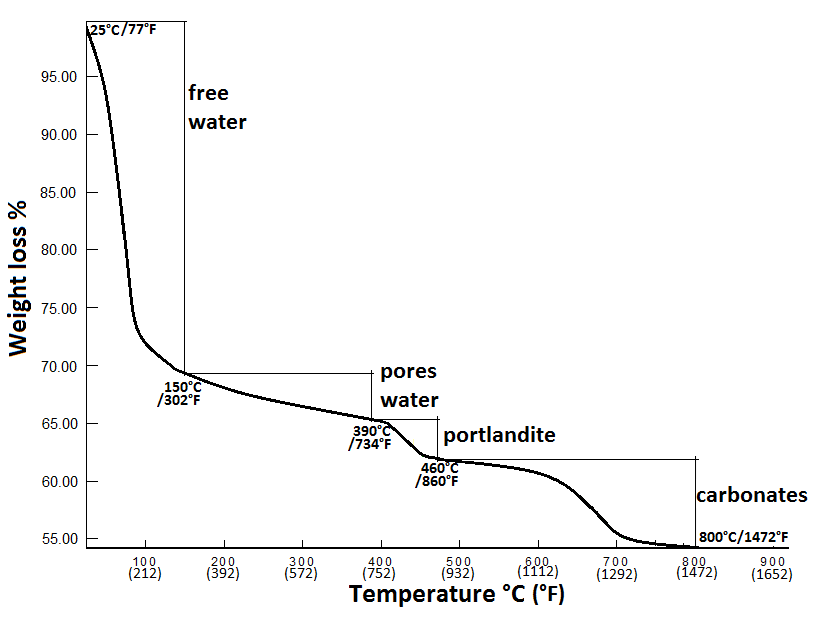 25°C/77°F
95.00
free
water
90.00
85.00
80.00
75.00
70.00
pores
water
150°C
/302°F
65.00
390°C
/734°F
portlandite
60.00
460°C
/860°F
carbonates
55.00
800°C/1472°F
Weight loss %
100 200 300 400 500 600 700 800 900
(212) (392) (572) (752) (932) (1112) (1292) (1472) (1652)
Temperature °C (°F)